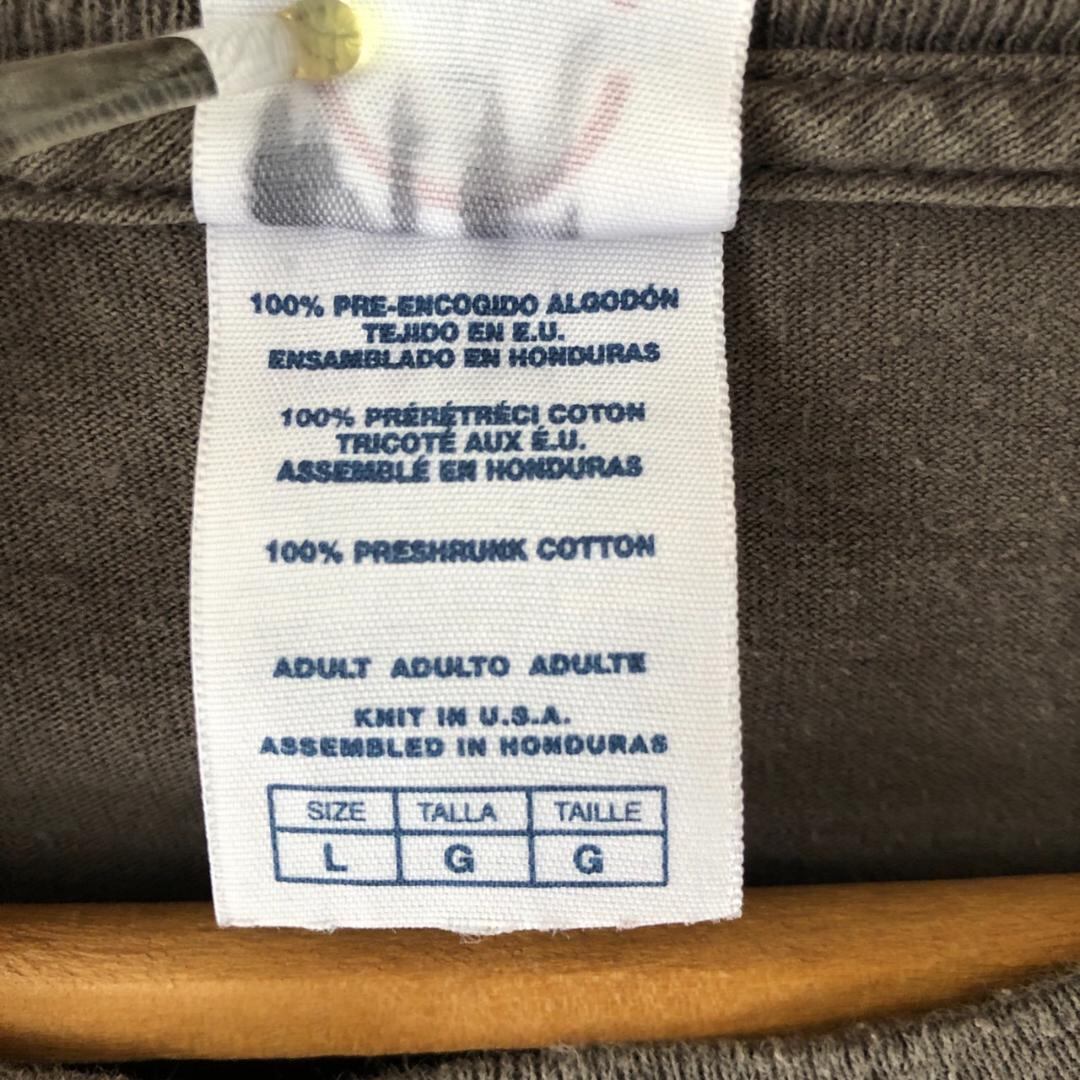 100% PRE-ENCOGIDO ALGODÓN
TEJIDO EN E.U.
ENSAMBLADO EN HONDURAS
100% PRÉRÉTRÉCI COTON
TRICOTÉ AUX É.U.
ASSEMBLÉ EN HONDURAS
100% PRESHRUNK COTTON
ADULT ADULTO ADULTE
KNIT IN U.S.A.
ASSEMBLED IN HONDURAS
SIZE TALLA TAILLE
L G G